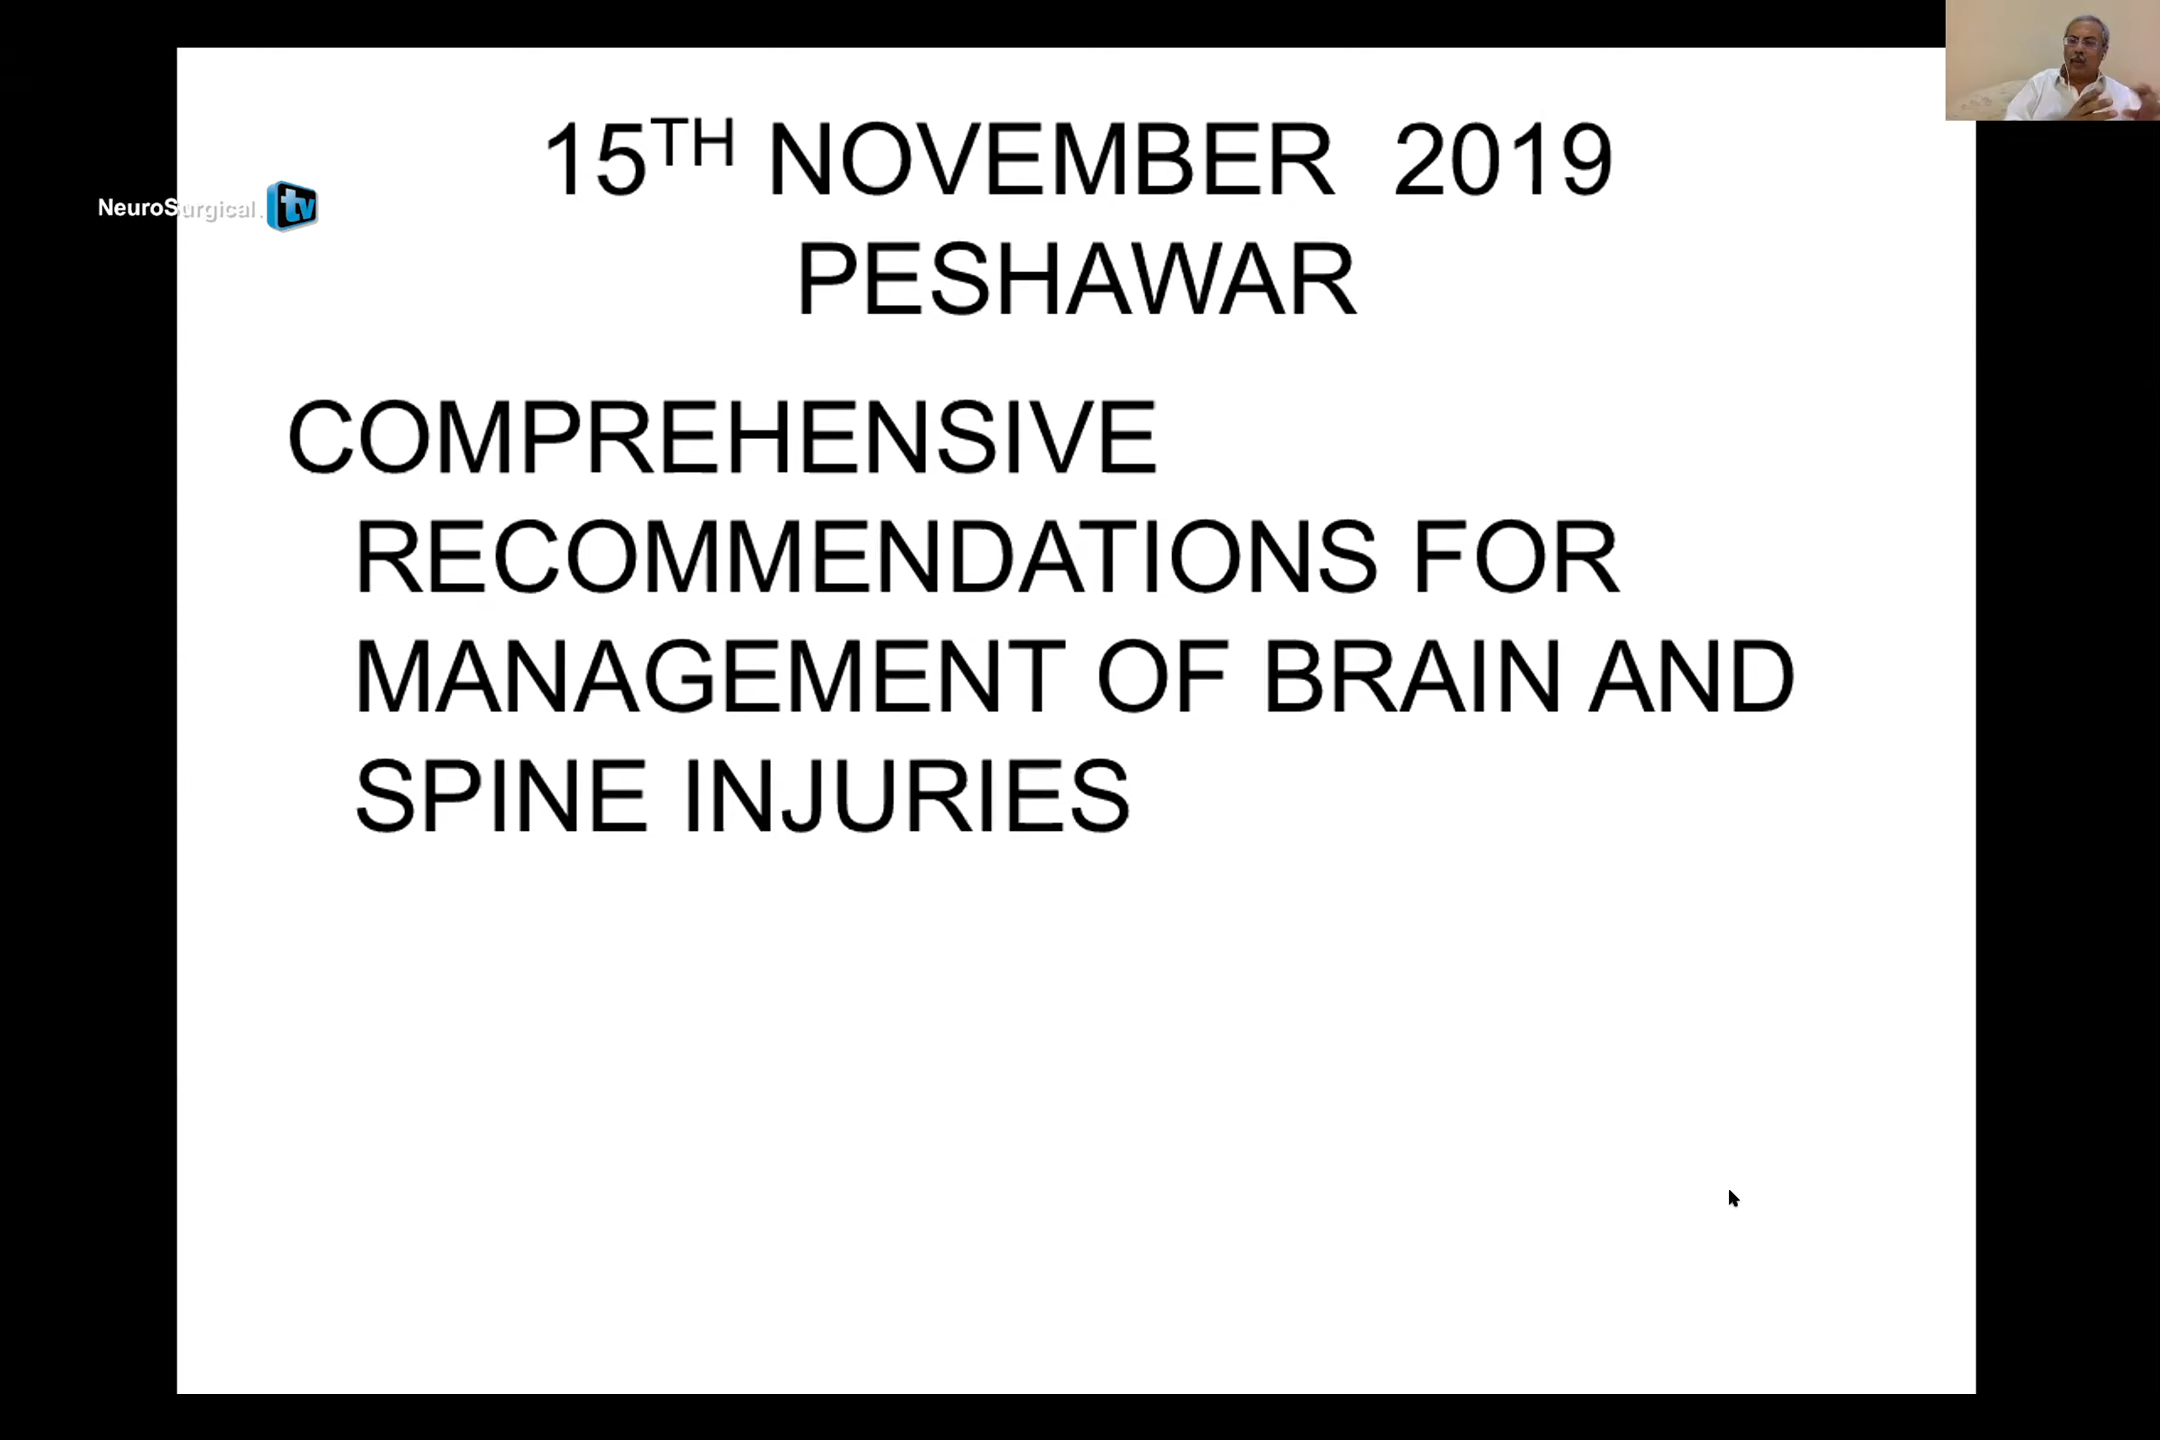 15TH NOVEMBER 2019
PESHAWAR
NeuroSurgical.tv
COMPREHENSIVE
RECOMMENDATIONS FOR
MANAGEMENT OF BRAIN AND
SPINE INJURIES